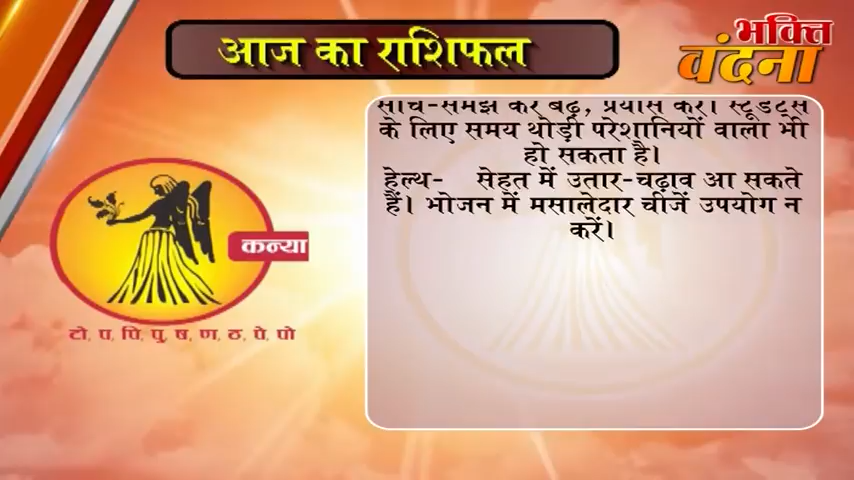 आज का राशिफल
भक्ति
वंदना
सोच-समझ कर बढ़ें, प्रयास करें। स्टूडेंट्स
के लिए समय थोड़ी परेशानियों वाला भी
हो सकता है।
हेल्थ- सेहत में उतार-चढ़ाव आ सकते
हैं। भोजन में मसालेदार चीजें उपयोग न
करें।
कन्या
टो, प, पि, पु, ष, ण, ठ, पे, पो